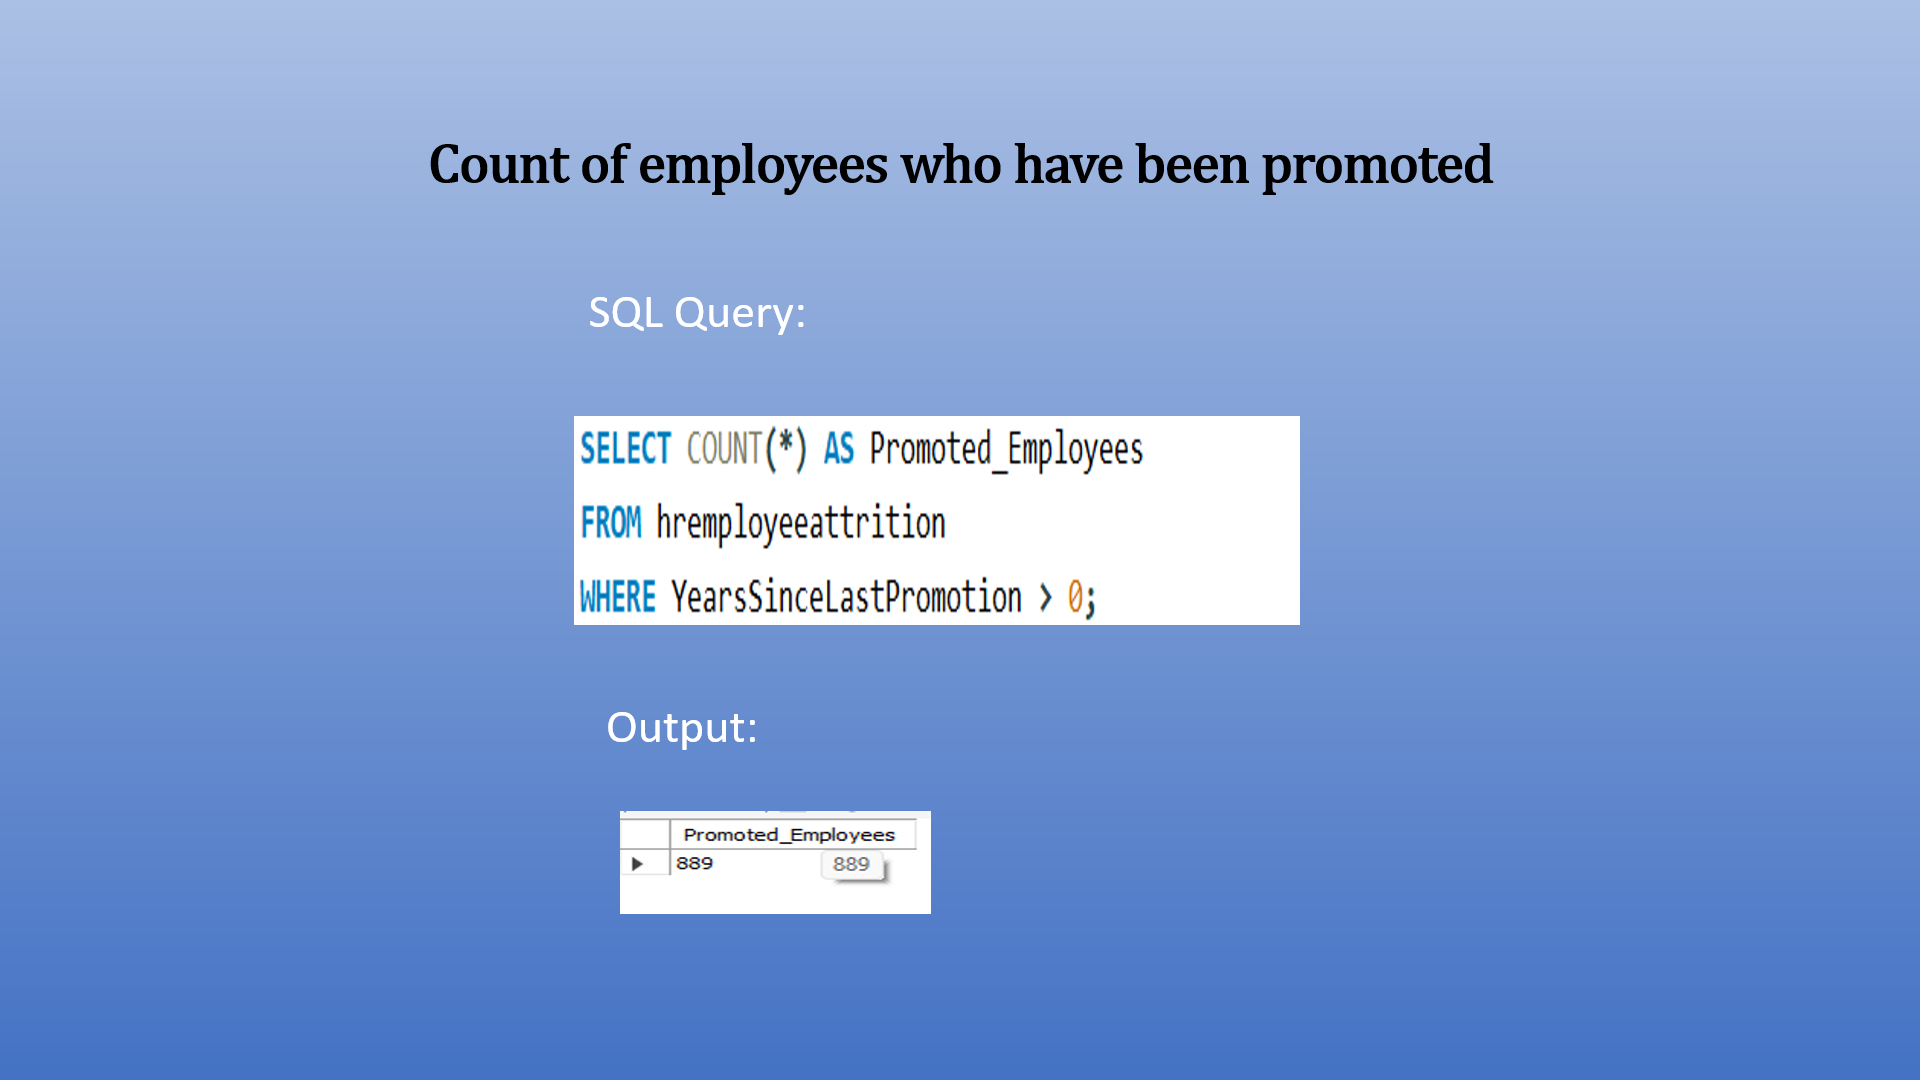 Count of employees who have been promoted
SQL Query:
SELECT COUNT(*) AS Promoted_Employees
FROM hremployeeattrition
WHERE YearsSinceLastPromotion > 0;
Output:
Promoted_Employees
889 889